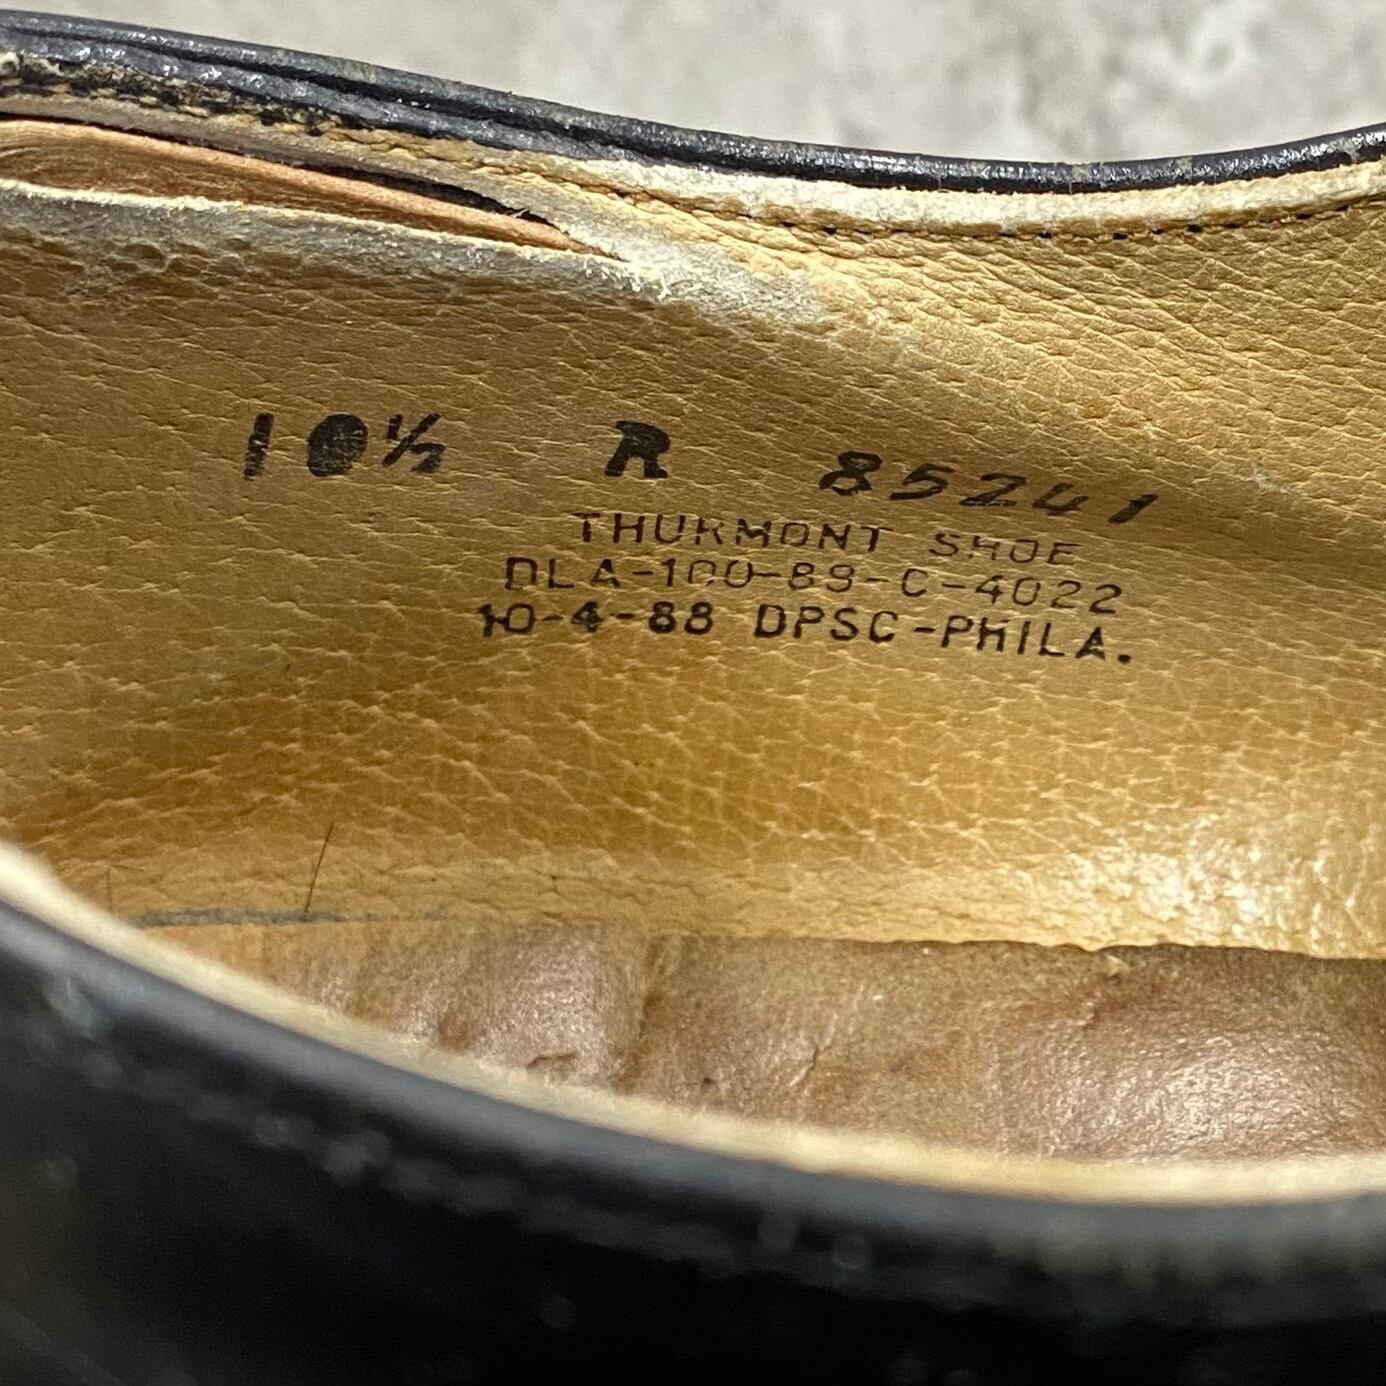 10½ R 85241
THURMONT SHOE
DLA-100-89-C-4022
10-4-88 DPSC-PHILA.